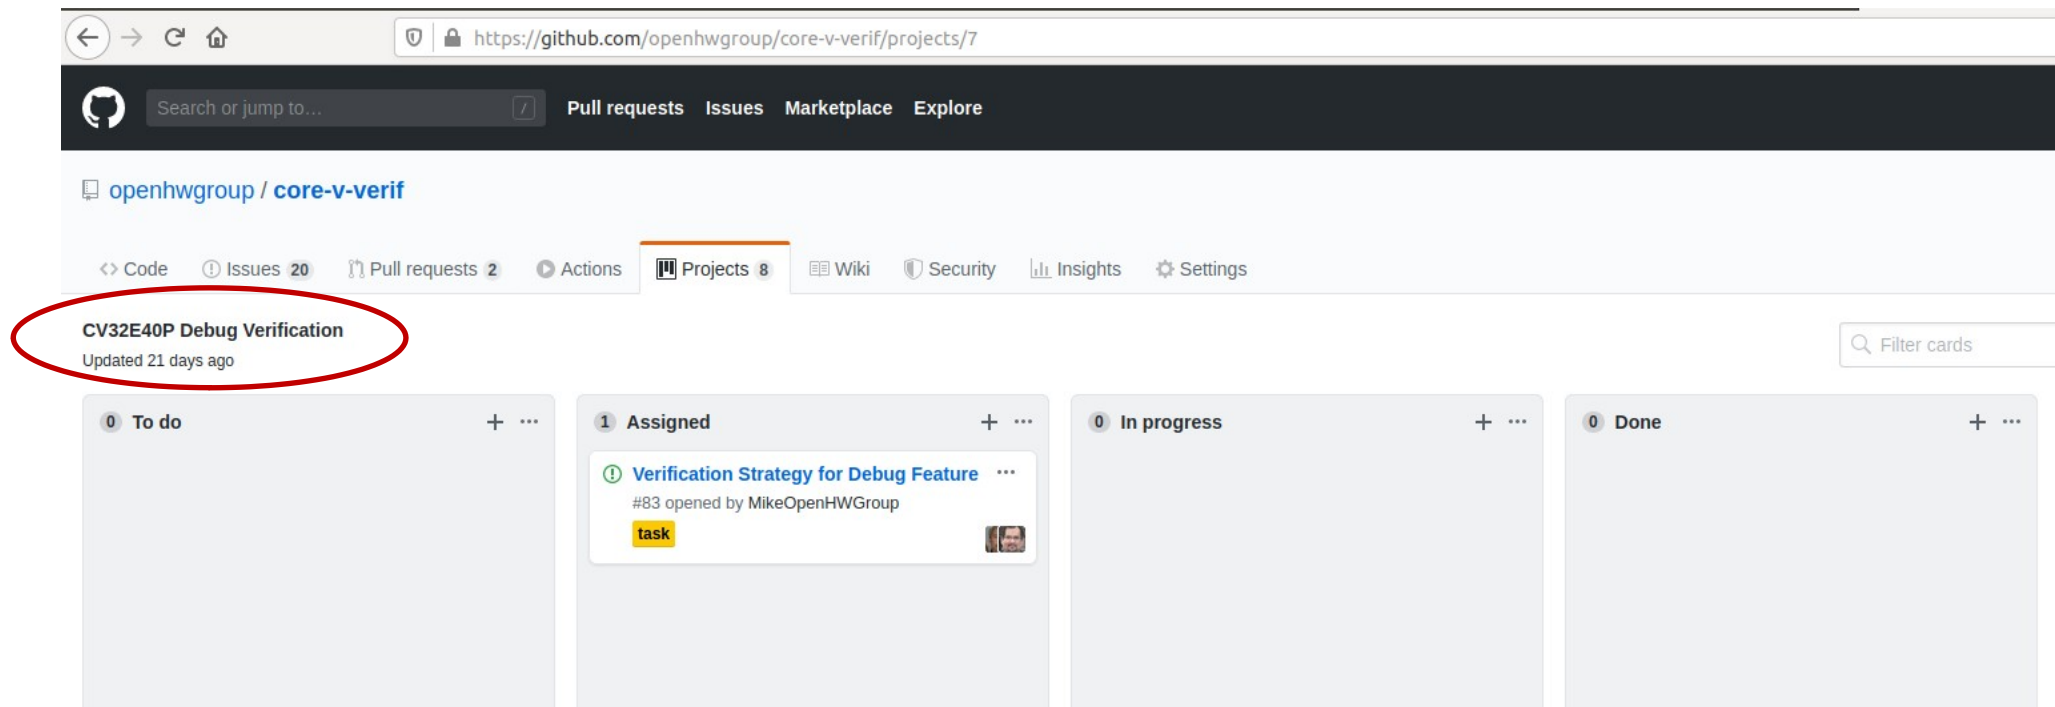 https://github.com/openhwgroup/core-v-verif/projects/7
Search or jump to... / Pull requests Issues Marketplace Explore
openhwgroup / core-v-verif
<> Code Issues 20 Pull requests 2 Actions Projects 8 Wiki Security Insights Settings
CV32E40P Debug Verification
Updated 21 days ago
Filter cards
0 To do + ...
1 Assigned + ...
0 In progress + ...
0 Done + ...
Verification Strategy for Debug Feature ...
#83 opened by MikeOpenHWGroup
task